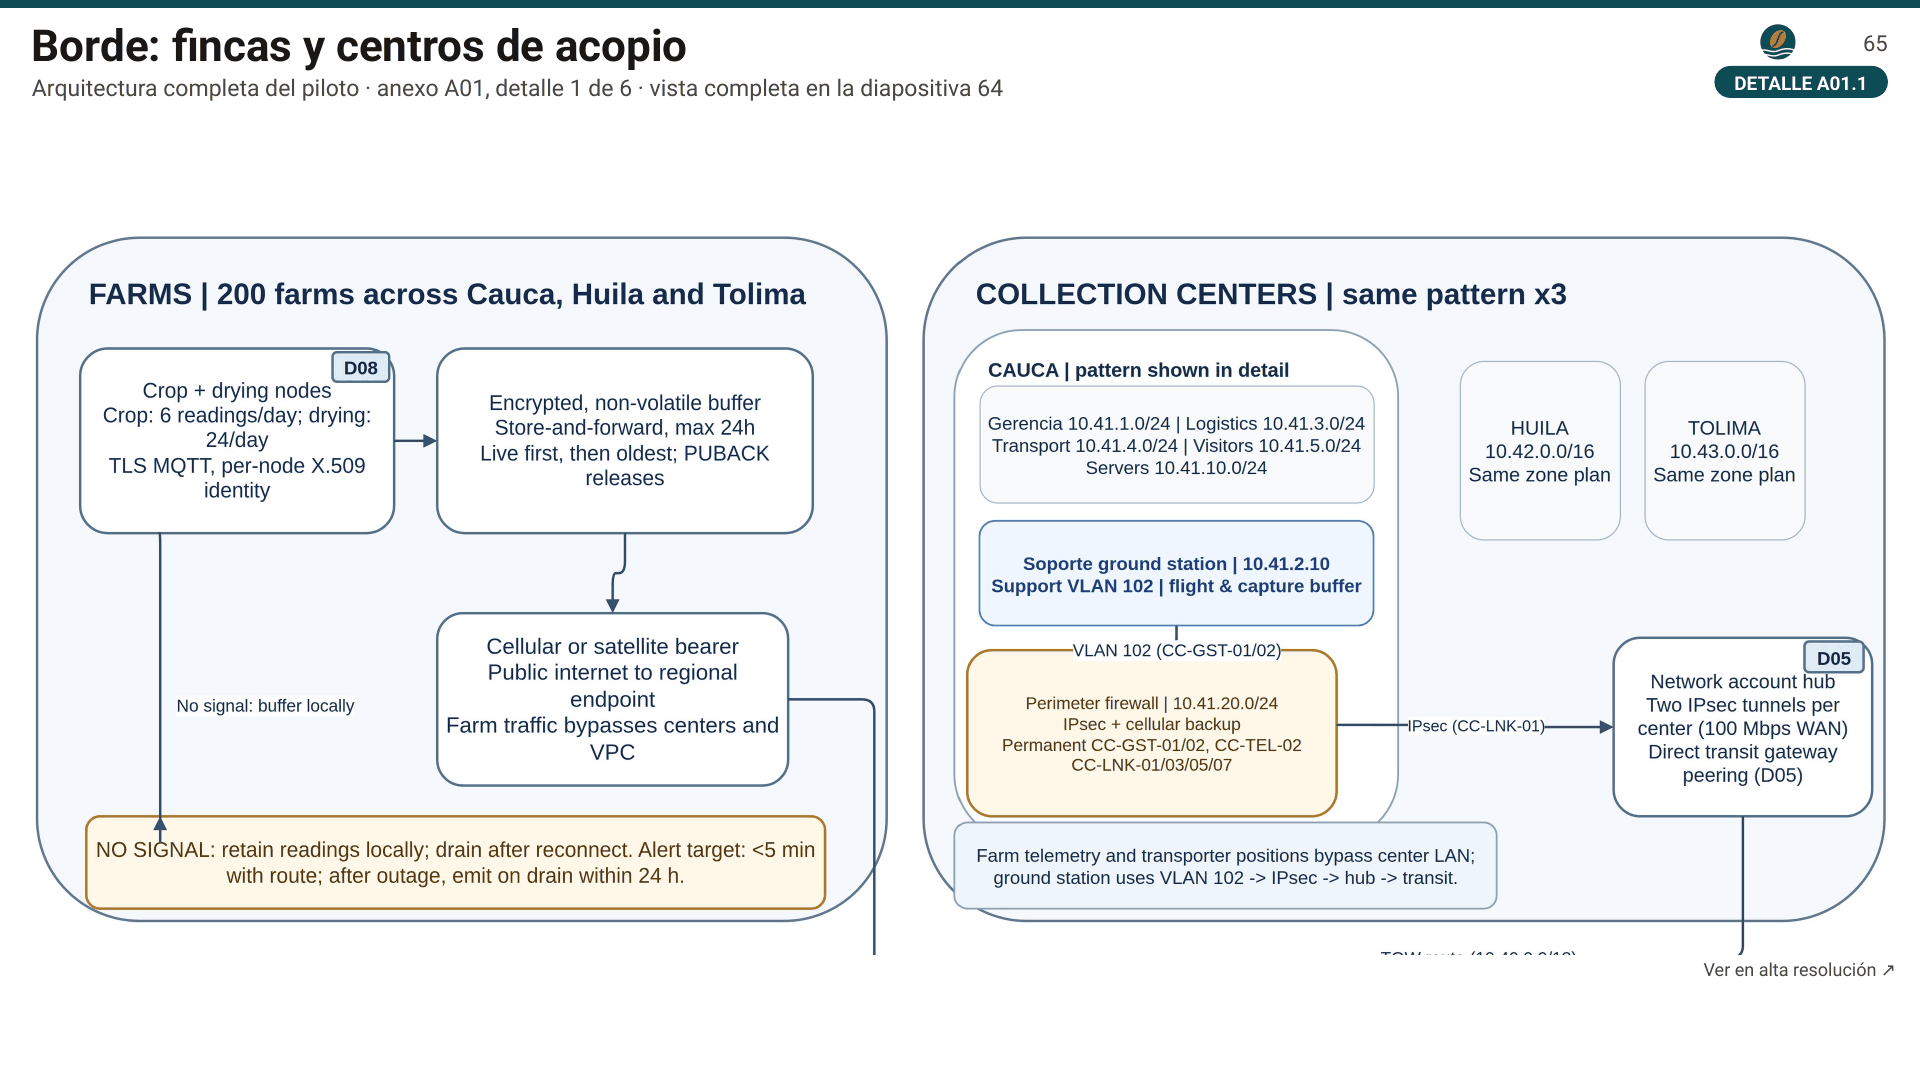 Borde: fincas y centros de acopio
65
Arquitectura completa del piloto · anexo A01, detalle 1 de 6 · vista completa en la diapositiva 64
DETALLE A01.1
FARMS | 200 farms across Cauca, Huila and Tolima
D08
Crop + drying nodes
Crop: 6 readings/day; drying:
24/day
TLS MQTT, per-node X.509
identity
Encrypted, non-volatile buffer
Store-and-forward, max 24h
Live first, then oldest; PUBACK
releases
Cellular or satellite bearer
Public internet to regional
endpoint
Farm traffic bypasses centers and
VPC
No signal: buffer locally
NO SIGNAL: retain readings locally; drain after reconnect. Alert target: <5 min
with route; after outage, emit on drain within 24 h.
COLLECTION CENTERS | same pattern x3
CAUCA | pattern shown in detail
Gerencia 10.41.1.0/24 | Logistics 10.41.3.0/24
Transport 10.41.4.0/24 | Visitors 10.41.5.0/24
Servers 10.41.10.0/24
Soporte ground station | 10.41.2.10
Support VLAN 102 | flight & capture buffer
VLAN 102 (CC-GST-01/02)
Perimeter firewall | 10.41.20.0/24
IPsec + cellular backup
Permanent CC-GST-01/02, CC-TEL-02
CC-LNK-01/03/05/07
HUILA
10.42.0.0/16
Same zone plan
TOLIMA
10.43.0.0/16
Same zone plan
IPsec (CC-LNK-01)
D05
Network account hub
Two IPsec tunnels per
center (100 Mbps WAN)
Direct transit gateway
peering (D05)
Farm telemetry and transporter positions bypass center LAN;
ground station uses VLAN 102 -> IPsec -> hub -> transit.
Ver en alta resolución ↗